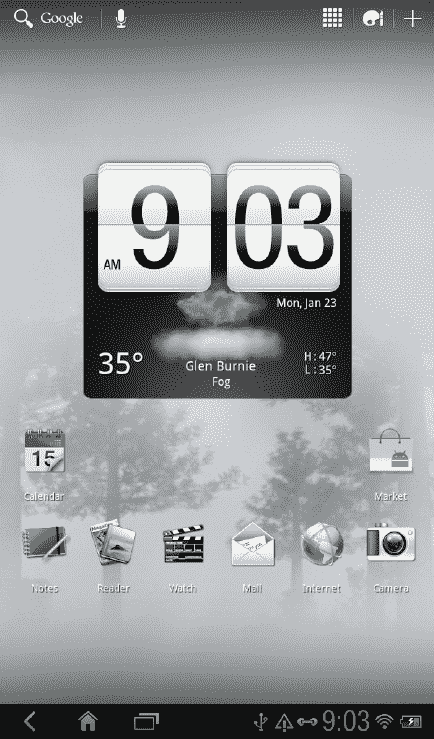 Google
9 03
AM
Mon, Jan 23
35° Glen Burnie H: 47°
Fog L: 35°
15
Calendar Market
Notes Reader Watch Mail Internet Camera
9:03